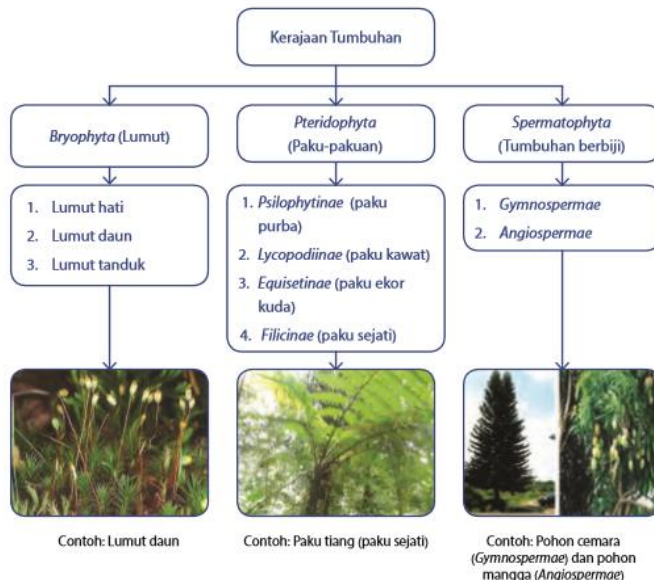 Kerajaan Tumbuhan
Bryophyta (Lumut)
Pteridophyta
(Paku-pakuan)
Spermatophyta
(Tumbuhan berbiji)
1. Lumut hati
2. Lumut daun
3. Lumut tanduk
1. Psilophytinae (paku
purba)
2. Lycopodiinae (paku kawat)
3. Equisetinae (paku ekor
kuda)
4. Filicinae (paku sejati)
1. Gymnospermae
2. Angiospermae
Contoh: Lumut daun
Contoh: Paku tiang (paku sejati)
Contoh: Pohon cemara
(Gymnospermae) dan pohon
mangga (Angiospermae)